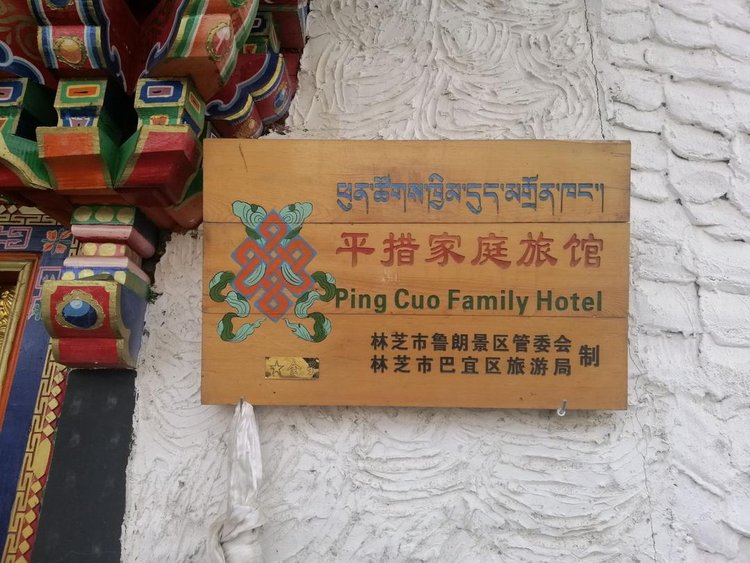 ཕུན་ཚོགས་ཁྱིམ་དུད་མགྲོན་ཁང་།
平措家庭旅馆
Ping Cuo Family Hotel
林芝市鲁朗景区管委会
林芝市巴宜区旅游局 制